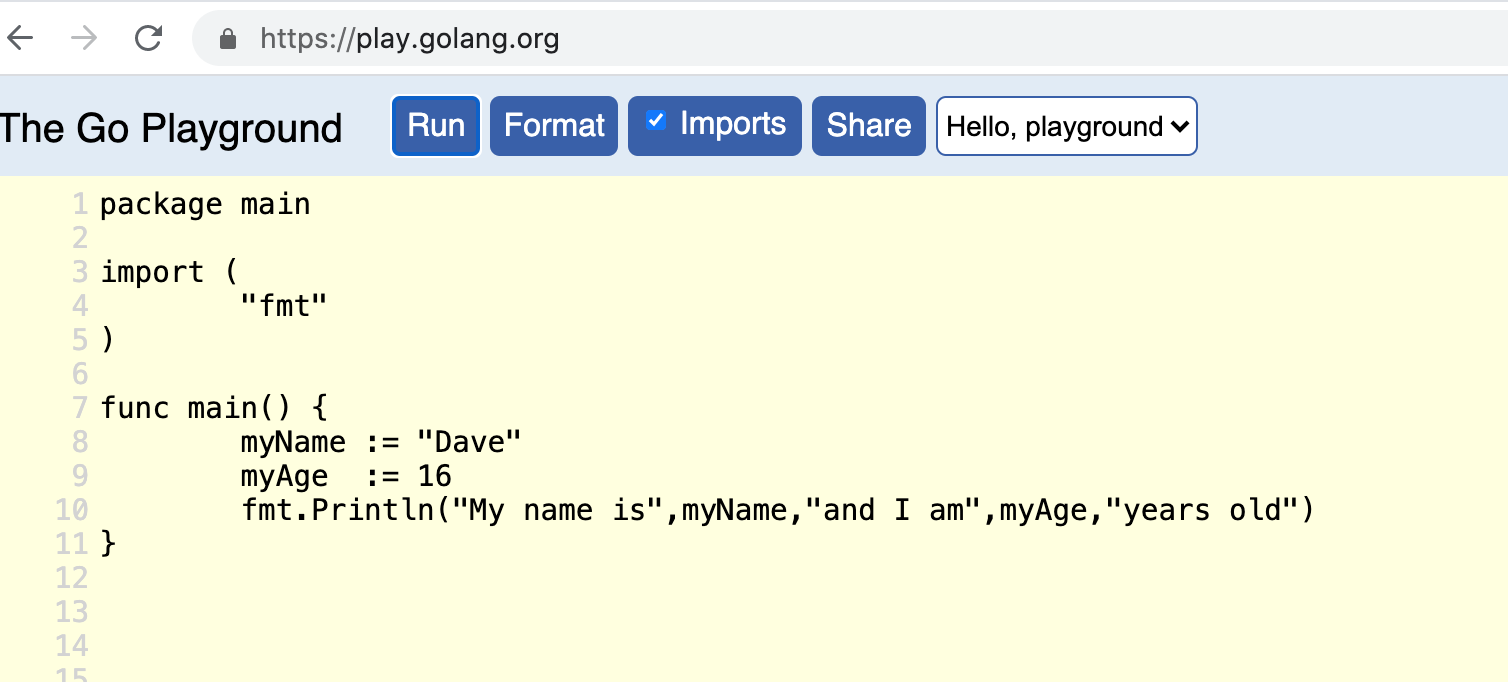 https://play.golang.org
The Go Playground Run Format Imports Share Hello, playground
1 package main
2
3 import (
4         "fmt"
5 )
6
7 func main() {
8         myName := "Dave"
9         myAge  := 16
10         fmt.Println("My name is",myName,"and I am",myAge,"years old")
11 }
12
13
14
15